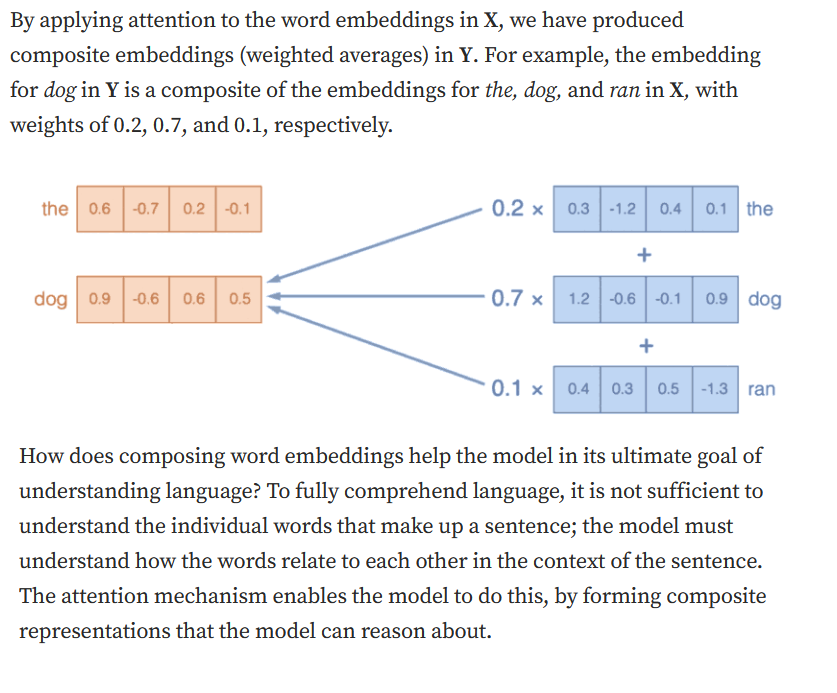 By applying attention to the word embeddings in X, we have produced
composite embeddings (weighted averages) in Y. For example, the embedding
for dog in Y is a composite of the embeddings for the, dog, and ran in X, with
weights of 0.2, 0.7, and 0.1, respectively.
the 0.6 -0.7 0.2 -0.1 0.2 × 0.3 -1.2 0.4 0.1 the
+
dog 0.9 -0.6 0.6 0.5 0.7 × 1.2 -0.6 -0.1 0.9 dog
+
0.1 × 0.4 0.3 0.5 -1.3 ran
How does composing word embeddings help the model in its ultimate goal of
understanding language? To fully comprehend language, it is not sufficient to
understand the individual words that make up a sentence; the model must
understand how the words relate to each other in the context of the sentence.
The attention mechanism enables the model to do this, by forming composite
representations that the model can reason about.